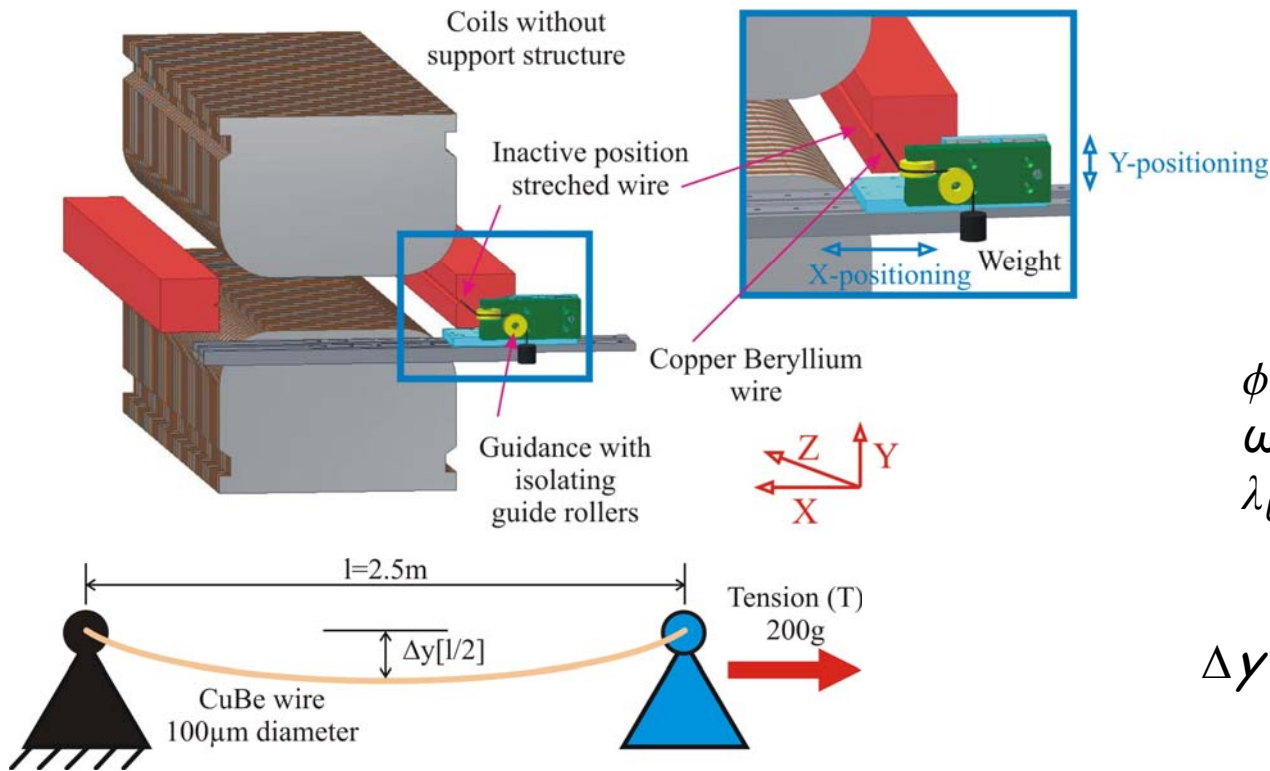 Coils without
support structure
Inactive position
streched wire
Y-positioning
X-positioning
Weight
Copper Beryllium
wire
Guidance with
isolating
guide rollers
Z
Y
X
ϕ
ω
λ
l=2.5m
Δy[l/2]
Tension (T)
200g
CuBe wire
100µm diameter
Δy